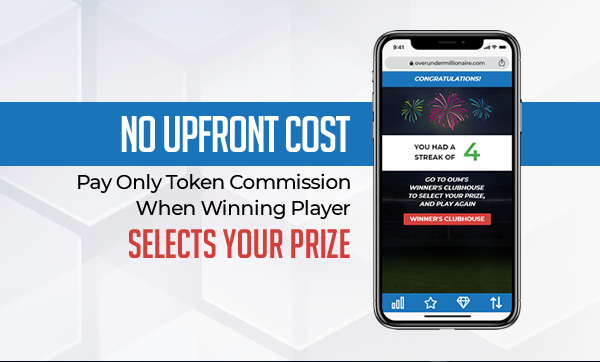 NO UPFRONT COST
Pay Only Token Commission
When Winning Player
SELECTS YOUR PRIZE
9:41
overundermillionaire.com
CONGRATULATIONS!
YOU HAD A
STREAK OF
4
GO TO OUM'S
WINNER'S CLUBHOUSE
TO SELECT YOUR PRIZE,
AND PLAY AGAIN
WINNER'S CLUBHOUSE